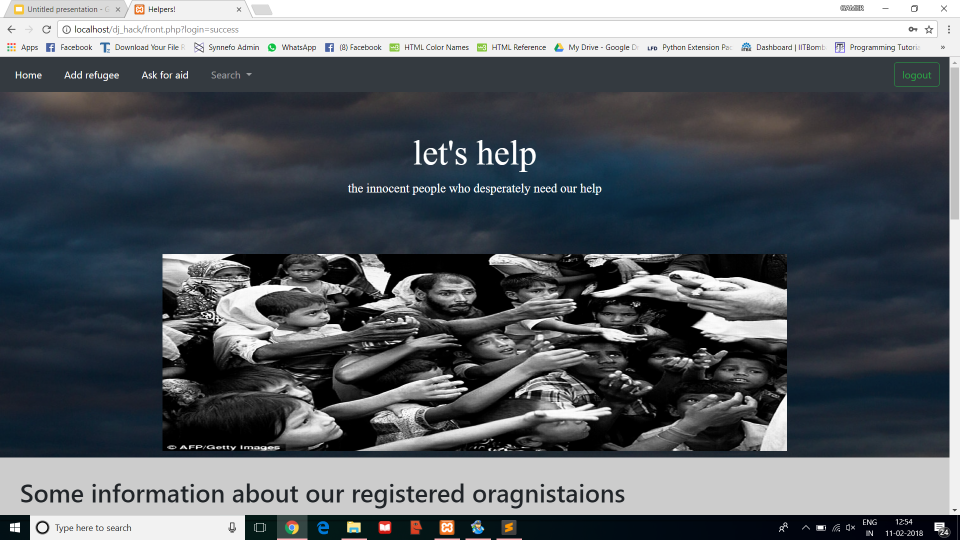 Untitled presentation - G
Helpers!
GAMER
localhost/dj_hack/front.php?login=success
Apps
Facebook
Download Your File R
Synnefo Admin
WhatsApp
(8) Facebook
HTML Color Names
HTML Reference
My Drive - Google Dr
LFD Python Extension Pac
Dashboard | IITBomb
Programming Tutoria
Home
Add refugee
Ask for aid
Search
logout
let's help
the innocent people who desperately need our help
© AFP/Getty Images
Some information about our registered oragnistaions
Type here to search
ENG
IN
12:54
11-02-2018
24